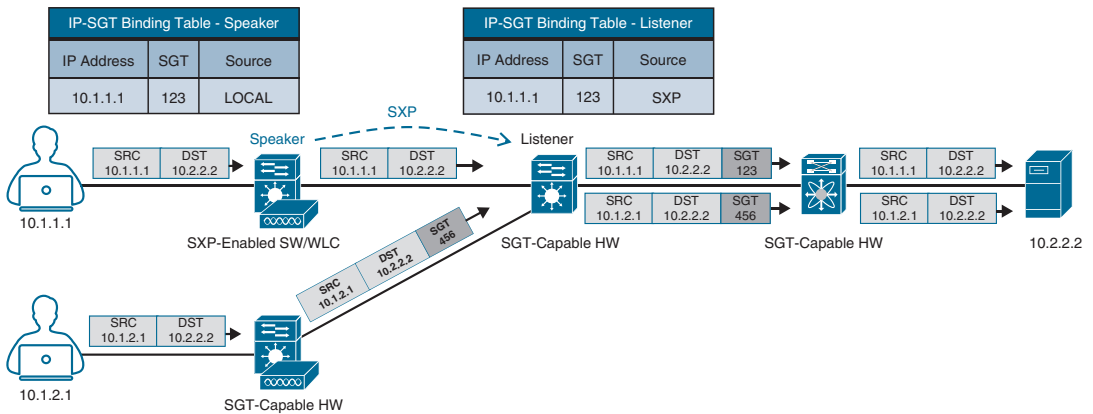 IP-SGT Binding Table - Speaker
IP Address SGT Source
10.1.1.1 123 LOCAL
IP-SGT Binding Table - Listener
IP Address SGT Source
10.1.1.1 123 SXP
SXP
Speaker
Listener
SRC DST
10.1.1.1 10.2.2.2
SRC DST
10.1.1.1 10.2.2.2
SRC DST SGT
10.1.1.1 10.2.2.2 123
SRC DST
10.1.1.1 10.2.2.2
SRC DST SGT
10.1.2.1 10.2.2.2 456
SRC DST
10.1.2.1 10.2.2.2
10.1.1.1
SXP-Enabled SW/WLC
SGT-Capable HW
SGT-Capable HW
10.2.2.2
SRC DST SGT
10.1.2.1 10.2.2.2 456
SRC DST
10.1.2.1 10.2.2.2
10.1.2.1
SGT-Capable HW